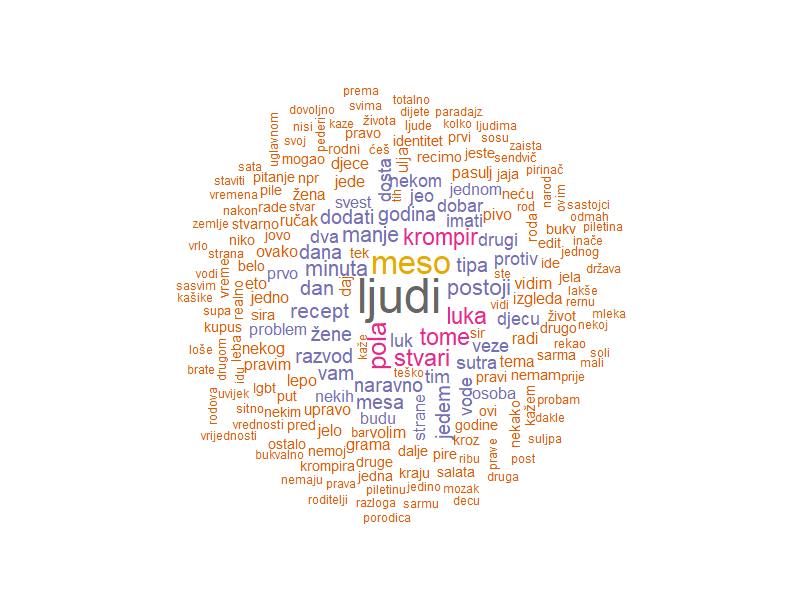 prema
totalno
dovoljno
svima
dijete
paradajz
uglavnom
nisi
pederi
kaze
života
ljude
kolko
ljudima
svoj
pravo
identitet
prvi
sosu
zaista
rodni
ćeš
ulja
recimo
jeste
sendvič
sata
mogao
djece
dosta
pasulj
jaja
pirinač
staviti
pitanje
npr
jede
nekom
jednom
neću
narod
ovim
vremena
pile
žena
svest
tih
jeo
dobar
sastojci
nakon
rade
stvar
ručak
dodati
godina
imati
pivo
rod
roda
odmah
zemlje
stvarno
jovo
dva
manje
krompir
drugi
bukv
piletina
vrlo
niko
ovako
dana
tek
meso
tipa
protiv
edit
inače
strana
belo
prvo
minuta
ste
ide
jednog
vodi
vreme
eto
dan
daj
ljudi
postoji
vidim
jela
država
sasvim
realno
jedno
recept
vidi
izgleda
lakše
kašike
rernu
supa
sira
pola
luka
djecu
život
mleka
kupus
problem
žene
kaže
luk
tome
sir
radi
drugo
nekoj
loše
drugom
leba
nekog
razvod
stvari
veze
tema
sarma
rekao
soli
brate
idu
pravim
vam
teško
tim
sutra
pravi
nemam
prije
mali
rodova
uvijek
lgbt
lepo
naravno
jedem
vode
osoba
probam
sitno
put
nekih
mesa
strane
ovi
nekako
kažem
dakle
vrednosti
nekim
upravo
budu
godine
suljpa
vrijednosti
pred
jelo
bar
volim
kroz
ostalo
nemoj
grama
dalje
pire
prave
bukvalno
krompira
druge
ribu
post
nemaju
prava
jedna
kraju
salata
druga
roditelji
piletinu
jedino
mozak
razloga
sarmu
decu
porodica